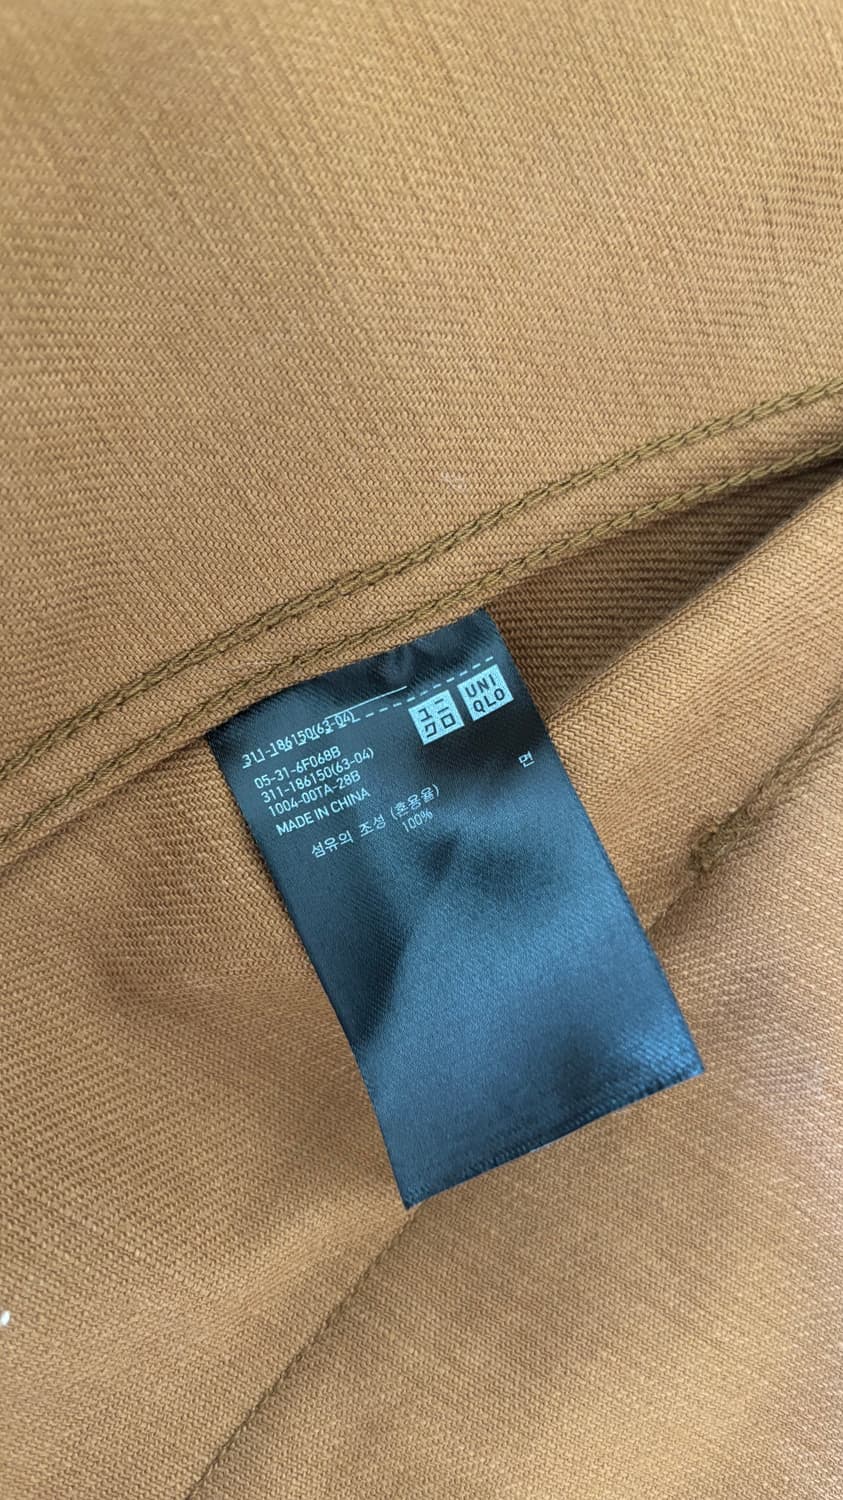 311-186150(63-04)
ユニ
クロ
UNI
QLO
05-31-6F068B
311-186150(63-04)
1004-00TA-28B
MADE IN CHINA
섬유의 조성 (혼용율)
면
100%